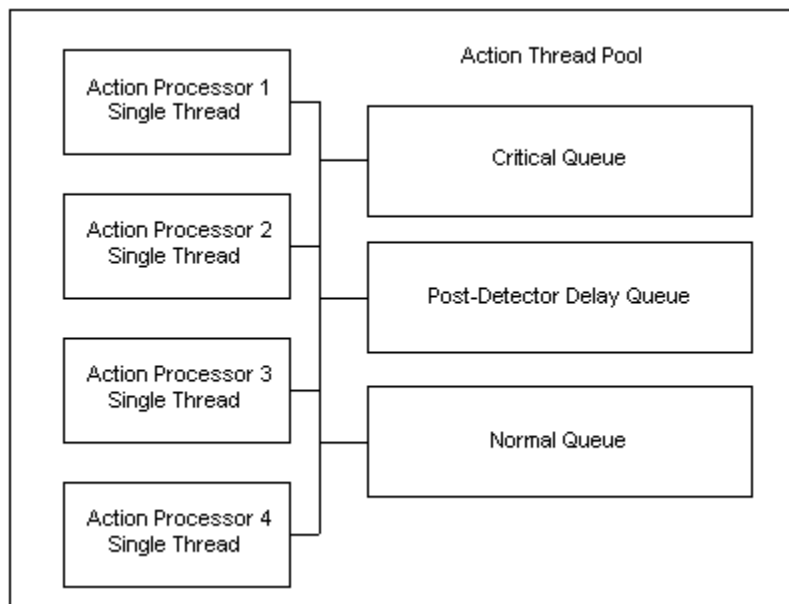 Action Thread Pool
Action Processor 1
Single Thread
Critical Queue
Action Processor 2
Single Thread
Post-Detector Delay Queue
Action Processor 3
Single Thread
Normal Queue
Action Processor 4
Single Thread